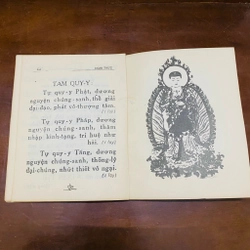 TAM QUY-Y
Tự quy-y Phật, đương
nguyện chúng-sanh, thể giải
đại-đạo, phát vô-thượng tâm.
Tự quy-y Pháp, đương
nguyện chúng-sanh, thâm
nhập kinh-tạng, trí huệ như
hải.
Tự quy-y Tăng, đương
nguyện chúng-sanh, thống-lý
đại-chúng, nhứt thiết vô ngại.